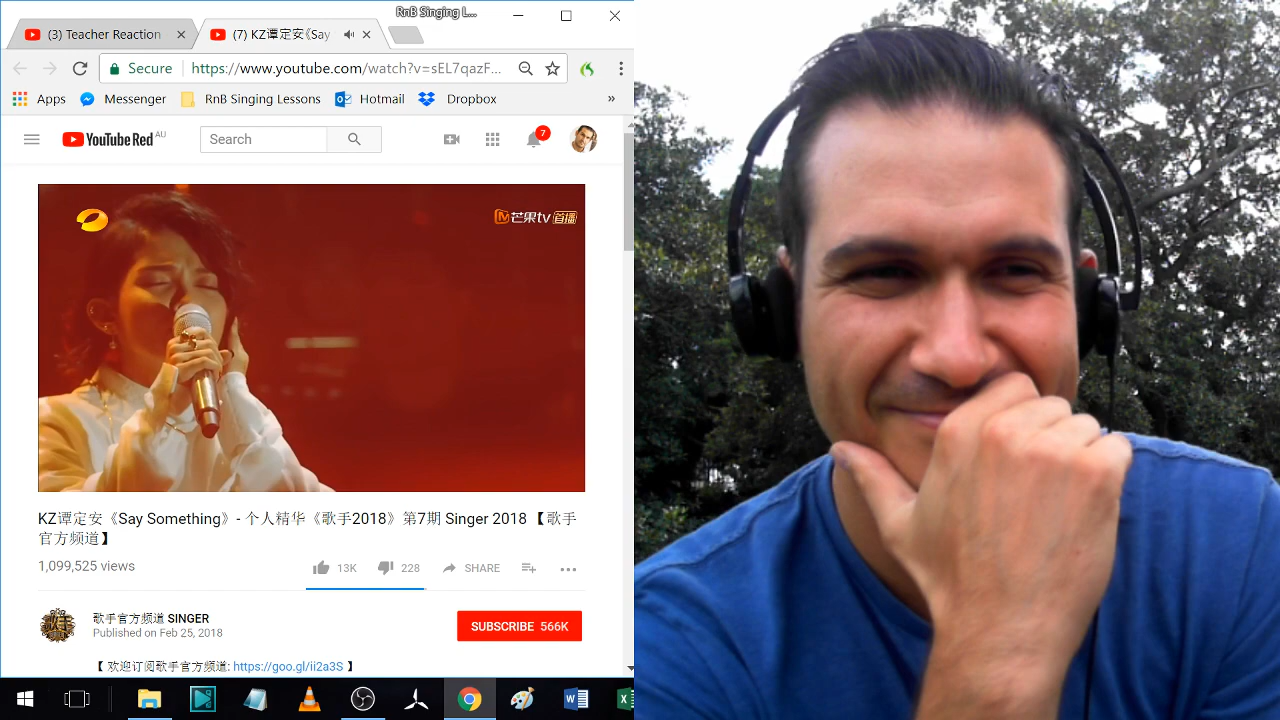 RnB Singing L...
(3) Teacher Reaction
(7) KZ谭定安《Say
Secure
https://www.youtube.com/watch?v=sEL7qazF...
Apps
Messenger
RnB Singing Lessons
Hotmail
Dropbox
»
YouTube Red AU
Search
7
芒果tv 首播
KZ谭定安《Say Something》- 个人精华《歌手2018》第7期 Singer 2018 【歌手
官方频道】
1,099,525 views
13K
228
SHARE
歌手官方频道 SINGER
Published on Feb 25, 2018
SUBSCRIBE 566K
【 欢迎订阅歌手官方频道: https://goo.gl/ii2a3S 】